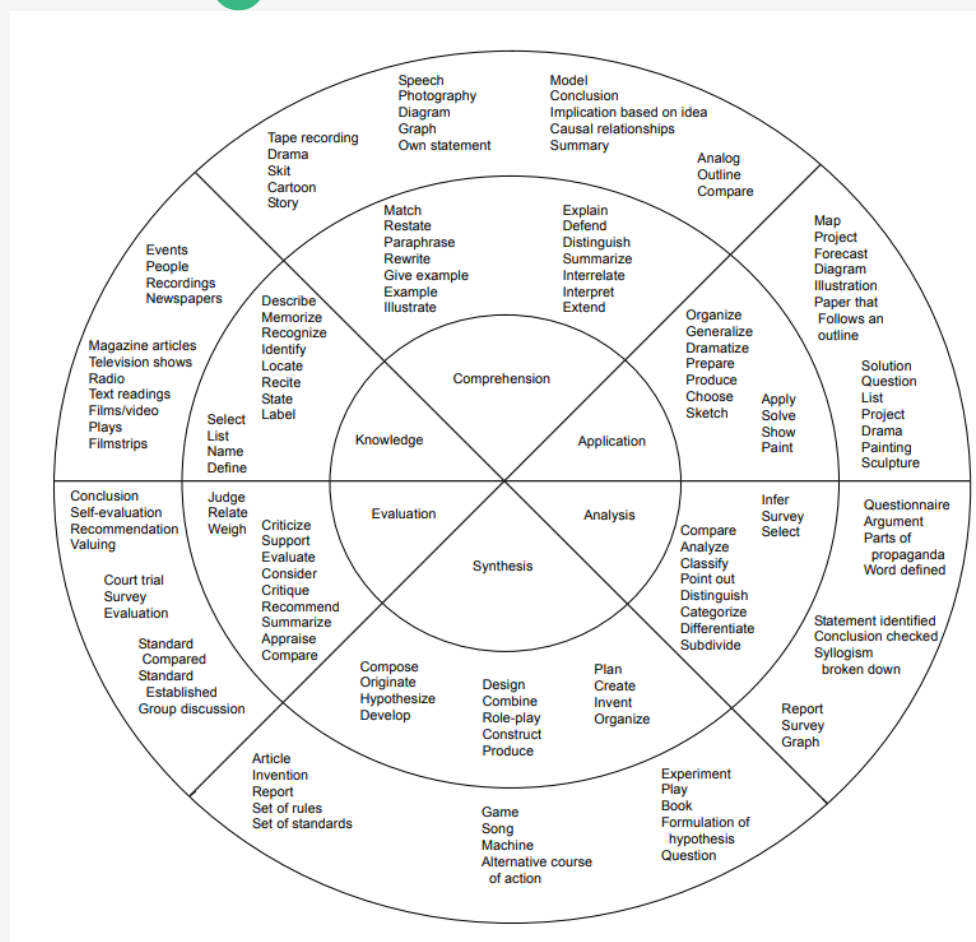 Speech
Photography
Diagram
Graph
Own statement
Model
Conclusion
Implication based on idea
Causal relationships
Summary
Tape recording
Drama
Skit
Cartoon
Story
Analog
Outline
Compare
Match
Restate
Paraphrase
Rewrite
Give example
Example
Illustrate
Explain
Defend
Distinguish
Summarize
Interrelate
Interpret
Extend
Comprehension
Map
Project
Forecast
Diagram
Illustration
Paper that
Follows an
outline
Solution
Question
List
Project
Drama
Painting
Sculpture
Organize
Generalize
Dramatize
Prepare
Produce
Choose
Sketch
Apply
Solve
Show
Paint
Application
Events
People
Recordings
Newspapers
Magazine articles
Television shows
Radio
Text readings
Films/video
Plays
Filmstrips
Describe
Memorize
Recognize
Identify
Locate
Recite
State
Label
Select
List
Name
Define
Knowledge
Conclusion
Self-evaluation
Recommendation
Valuing
Court trial
Survey
Evaluation
Standard
Compared
Standard
Established
Group discussion
Judge
Relate
Weigh
Criticize
Support
Evaluate
Consider
Critique
Recommend
Summarize
Appraise
Compare
Evaluation
Analysis
Infer
Survey
Select
Compare
Analyze
Classify
Point out
Distinguish
Categorize
Differentiate
Subdivide
Questionnaire
Argument
Parts of
propaganda
Word defined
Statement identified
Conclusion checked
Syllogism
broken down
Report
Survey
Graph
Synthesis
Compose
Originate
Hypothesize
Develop
Design
Combine
Role-play
Construct
Produce
Plan
Create
Invent
Organize
Article
Invention
Report
Set of rules
Set of standards
Game
Song
Machine
Alternative course
of action
Experiment
Play
Book
Formulation of
hypothesis
Question